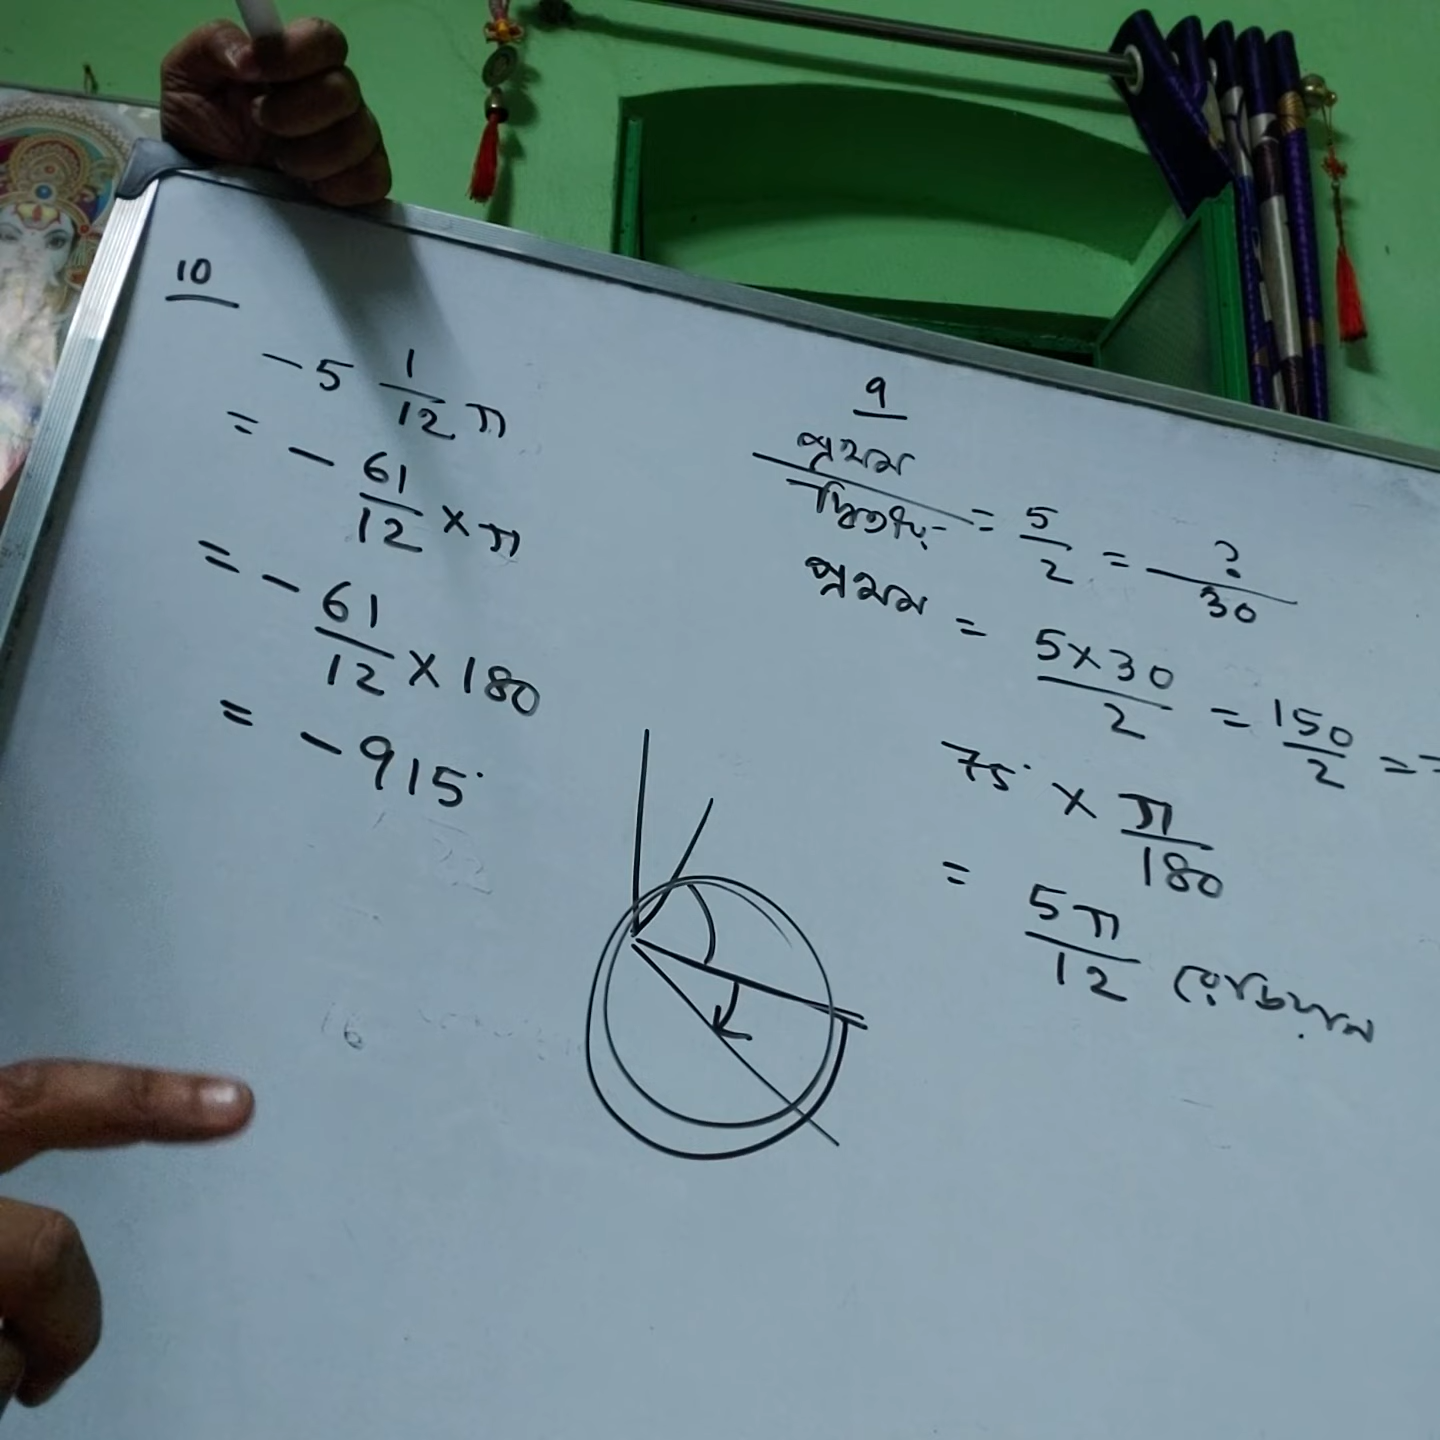 10
- 5 1/12 π
= - 61/12 × π
= - 61/12 × 180
= - 915°
9
প্রথম/দ্বিতীয় = 5/2 = ?/30
প্রথম = 5×30/2 = 150/2 =
75° × π/180
= 5π/12 রেডিয়ান